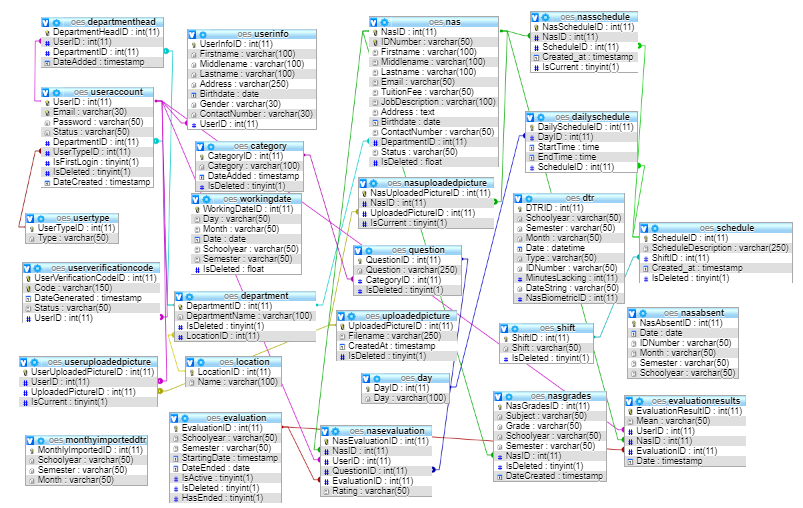 oes departmenthead
DepartmentHeadID : int(11)
UserID : int(11)
DepartmentID : int(11)
DateAdded : timestamp
oes useraccount
UserID : int(11)
Email : varchar(30)
Password : varchar(50)
Status : varchar(50)
DepartmentID : int(11)
UserTypeID : int(11)
IsFirstLogin : tinyint(1)
IsDeleted : tinyint(1)
DateCreated : timestamp
oes usertype
UserTypeID : int(11)
Type : varchar(50)
oes userverificationcode
UserVerificationCodeID : int(11)
Code : varchar(150)
DateGenerated : timestamp
Status : varchar(50)
UserID : int(11)
oes useruploadedpicture
UserUploadedPictureID : int(11)
UserID : int(11)
UploadedPictureID : int(11)
IsCurrent : tinyint(1)
oes monthyimporteddtr
MonthlyImportedID : int(11)
Schoolyear : varchar(50)
Semester : varchar(50)
Month : varchar(50)
oes userinfo
UserInfoID : int(11)
Firstname : varchar(100)
Middlename : varchar(100)
Lastname : varchar(100)
Address : varchar(250)
Birthdate : date
Gender : varchar(30)
ContactNumber : varchar(30)
UserID : int(11)
oes category
CategoryID : int(11)
Category : varchar(100)
DateAdded : timestamp
IsDeleted : tinyint(1)
oes workingdate
WorkingDateID : int(11)
Day : varchar(50)
Month : varchar(50)
Date : date
Schoolyear : varchar(50)
Semester : varchar(50)
IsDeleted : float
oes department
DepartmentID : int(11)
DepartmentName : varchar(100)
IsDeleted : tinyint(1)
LocationID : int(11)
oes location
LocationID : int(11)
Name : varchar(100)
oes evaluation
EvaluationID : int(11)
Schoolyear : varchar(50)
Semester : varchar(50)
StartingDate : timestamp
DateEnded : date
IsActive : tinyint(1)
IsDeleted : tinyint(1)
HasEnded : tinyint(1)
oes nas
NasID : int(11)
IDNumber : varchar(50)
Firstname : varchar(100)
Middlename : varchar(100)
Lastname : varchar(100)
Email : varchar(50)
TuitionFee : varchar(50)
JobDescription : varchar(100)
Address : text
Birthdate : date
ContactNumber : varchar(50)
DepartmentID : int(11)
Status : varchar(50)
IsDeleted : float
oes nasuploadedpicture
NasUploadedPictureID : int(11)
NasID : int(11)
UploadedPictureID : int(11)
IsCurrent : tinyint(1)
oes question
QuestionID : int(11)
Question : varchar(250)
CategoryID : int(11)
IsDeleted : tinyint(1)
oes uploadedpicture
UploadedPictureID : int(11)
Filename : varchar(250)
CreatedAt : timestamp
IsDeleted : tinyint(1)
oes day
DayID : int(11)
Day : varchar(100)
oes nasevaluation
NasEvaluationID : int(11)
NasID : int(11)
UserID : int(11)
QuestionID : int(11)
EvaluationID : int(11)
Rating : varchar(50)
oes nasschedule
NasScheduleID : int(11)
NasID : int(11)
ScheduleID : int(11)
Created_at : timestamp
IsCurrent : tinyint(1)
oes dailyschedule
DailyScheduleID : int(11)
DayID : int(11)
StartTime : time
EndTime : time
ScheduleID : int(11)
oes dtr
DTRID : int(11)
Schoolyear : varchar(50)
Semester : varchar(50)
Month : varchar(50)
Date : datetime
Type : varchar(50)
IDNumber : varchar(50)
MinutesLacking : int(11)
DateString : varchar(50)
NasBiometricID : int(11)
oes shift
ShiftID : int(11)
Shift : varchar(50)
IsDeleted : tinyint(1)
oes nasgrades
NasGradesID : int(11)
Subject : varchar(50)
Grade : varchar(50)
Schoolyear : varchar(50)
Semester : varchar(50)
NasID : int(11)
IsDeleted : tinyint(1)
DateCreated : timestamp
oes schedule
ScheduleID : int(11)
ScheduleDescription : varchar(250)
ShiftID : int(11)
Created_at : timestamp
IsDeleted : tinyint(1)
oes nasabsent
NasAbsentID : int(11)
Date : date
IDNumber : varchar(50)
Month : varchar(50)
Semester : varchar(50)
Schoolyear : varchar(50)
oes evaluationresults
EvaluationResultID : int(11)
Mean : varchar(50)
UserID : int(11)
NasID : int(11)
EvaluationID : int(11)
Date : timestamp